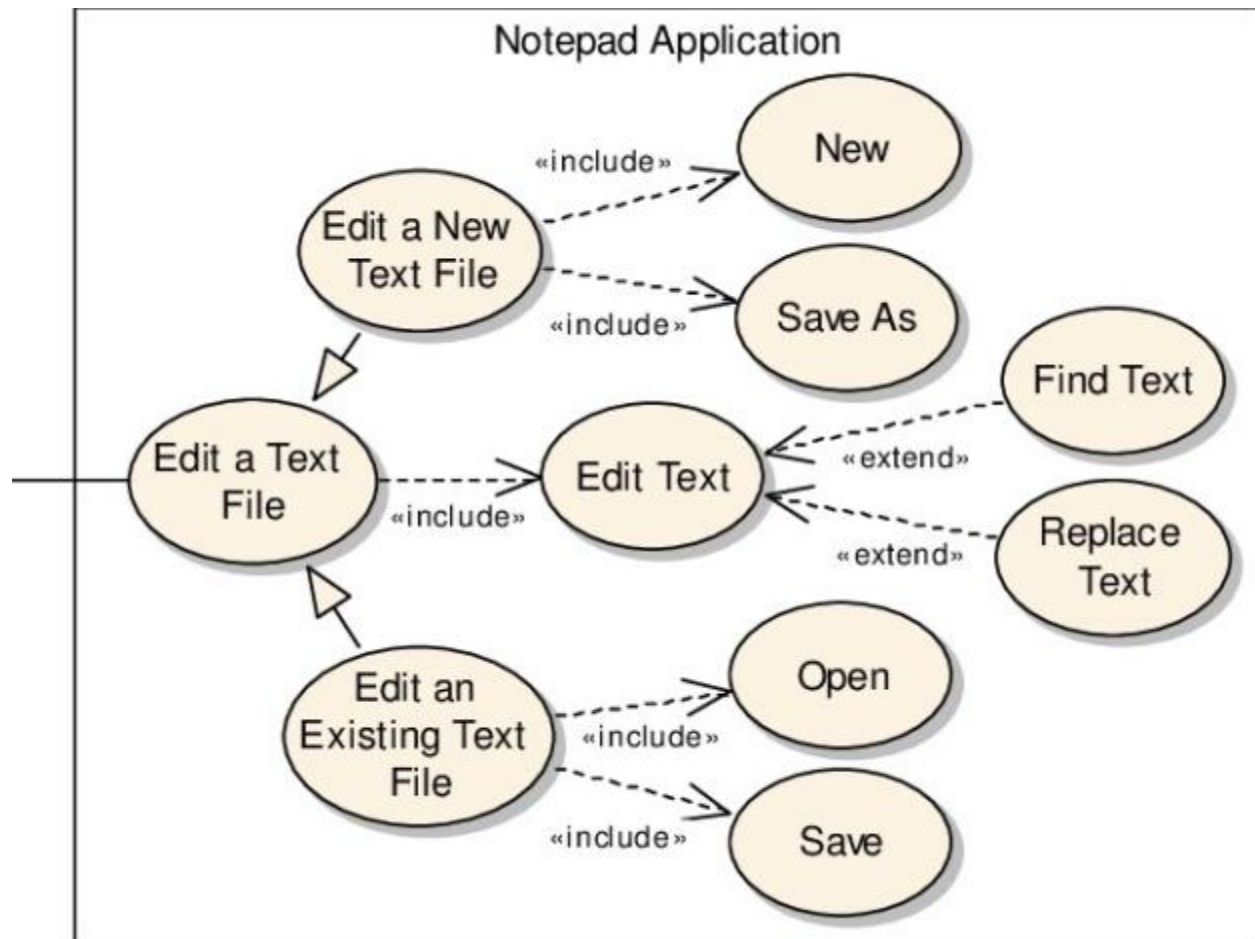 Notepad Application
New
«include»
Edit a New
Text File
Save As
«include»
Find Text
Edit a Text
File
Edit Text
«extend»
«include»
Replace
Text
«extend»
Open
Edit an
Existing Text
File
«include»
Save
«include»